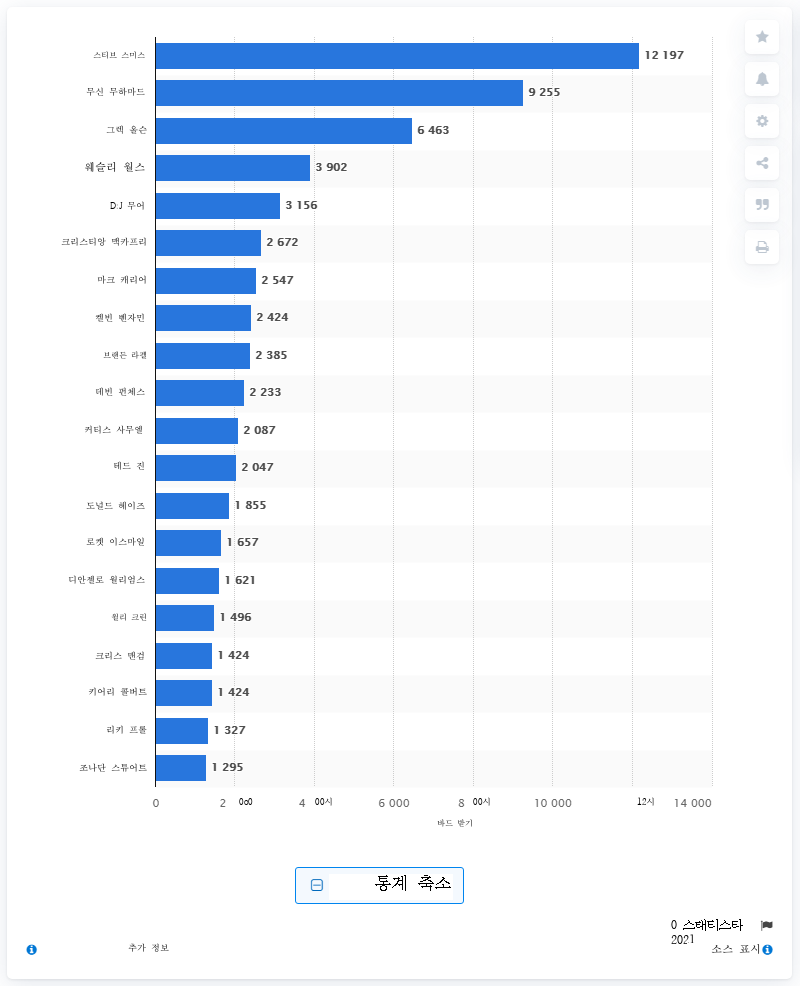 스티브 스미스 12 197
무신 무하마드 9 255
그렉 올슨 6 463
웨슬리 월스 3 902
DJ 무어 3 156
크리스티앙 맥카프리 2 672
마크 캐리어 2 547
켈빈 벤자민 2 424
브랜든 라펠 2 385
데빈 펀체스 2 233
커티스 사무엘 2 087
테드 진 2 047
도널드 헤이즈 1 855
로켓 이스마일 1 657
디안젤로 윌리엄스 1 621
윌리 그린 1 496
크리스 맨검 1 424
키어리 콜버트 1 424
리키 프롤 1 327
조나단 스튜어트 1 295
0 2 000 4 00시 6 000 8 00시 10 000 12시 14 000
바드 받기
통계 축소
0 스태티스타
2021
추가 정보 소스 표시